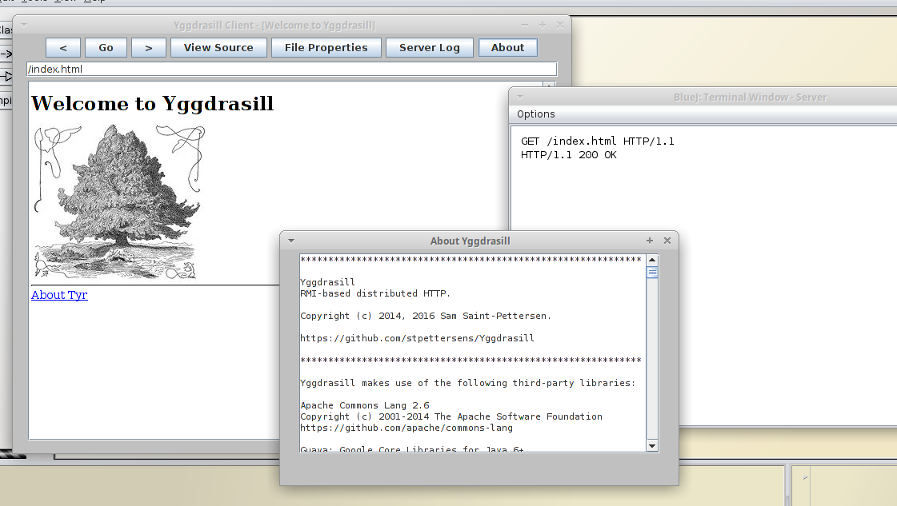 Tools View Help
Yggdrasill Client - [Welcome to Yggdrasill]
< Go > View Source File Properties Server Log About
/index.html
Welcome to Yggdrasill
About Tyr
BlueJ: Terminal Window - Server
Options
GET /index.html HTTP/1.1
HTTP/1.1 200 OK
About Yggdrasill
*************************************************************
Yggdrasill
RMI-based distributed HTTP.
Copyright (c) 2014, 2016 Sam Saint-Pettersen.
https://github.com/stpettersens/Yggdrasill
*************************************************************
Yggdrasill makes use of the following third-party libraries:
Apache Commons Lang 2.6
Copyright (c) 2001-2014 The Apache Software Foundation
https://github.com/apache/commons-lang
Guava: Google Core Libraries for Java 6+